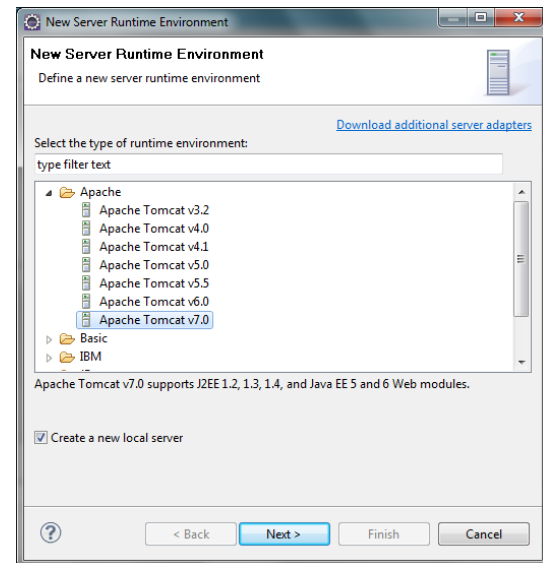 New Server Runtime Environment
New Server Runtime Environment
Define a new server runtime environment
Download additional server adapters
Select the type of runtime environment:
type filter text
Apache
Apache Tomcat v3.2
Apache Tomcat v4.0
Apache Tomcat v4.1
Apache Tomcat v5.0
Apache Tomcat v5.5
Apache Tomcat v6.0
Apache Tomcat v7.0
Basic
IBM
Apache Tomcat v7.0 supports J2EE 1.2, 1.3, 1.4, and Java EE 5 and 6 Web modules.
Create a new local server
? < Back Next > Finish Cancel